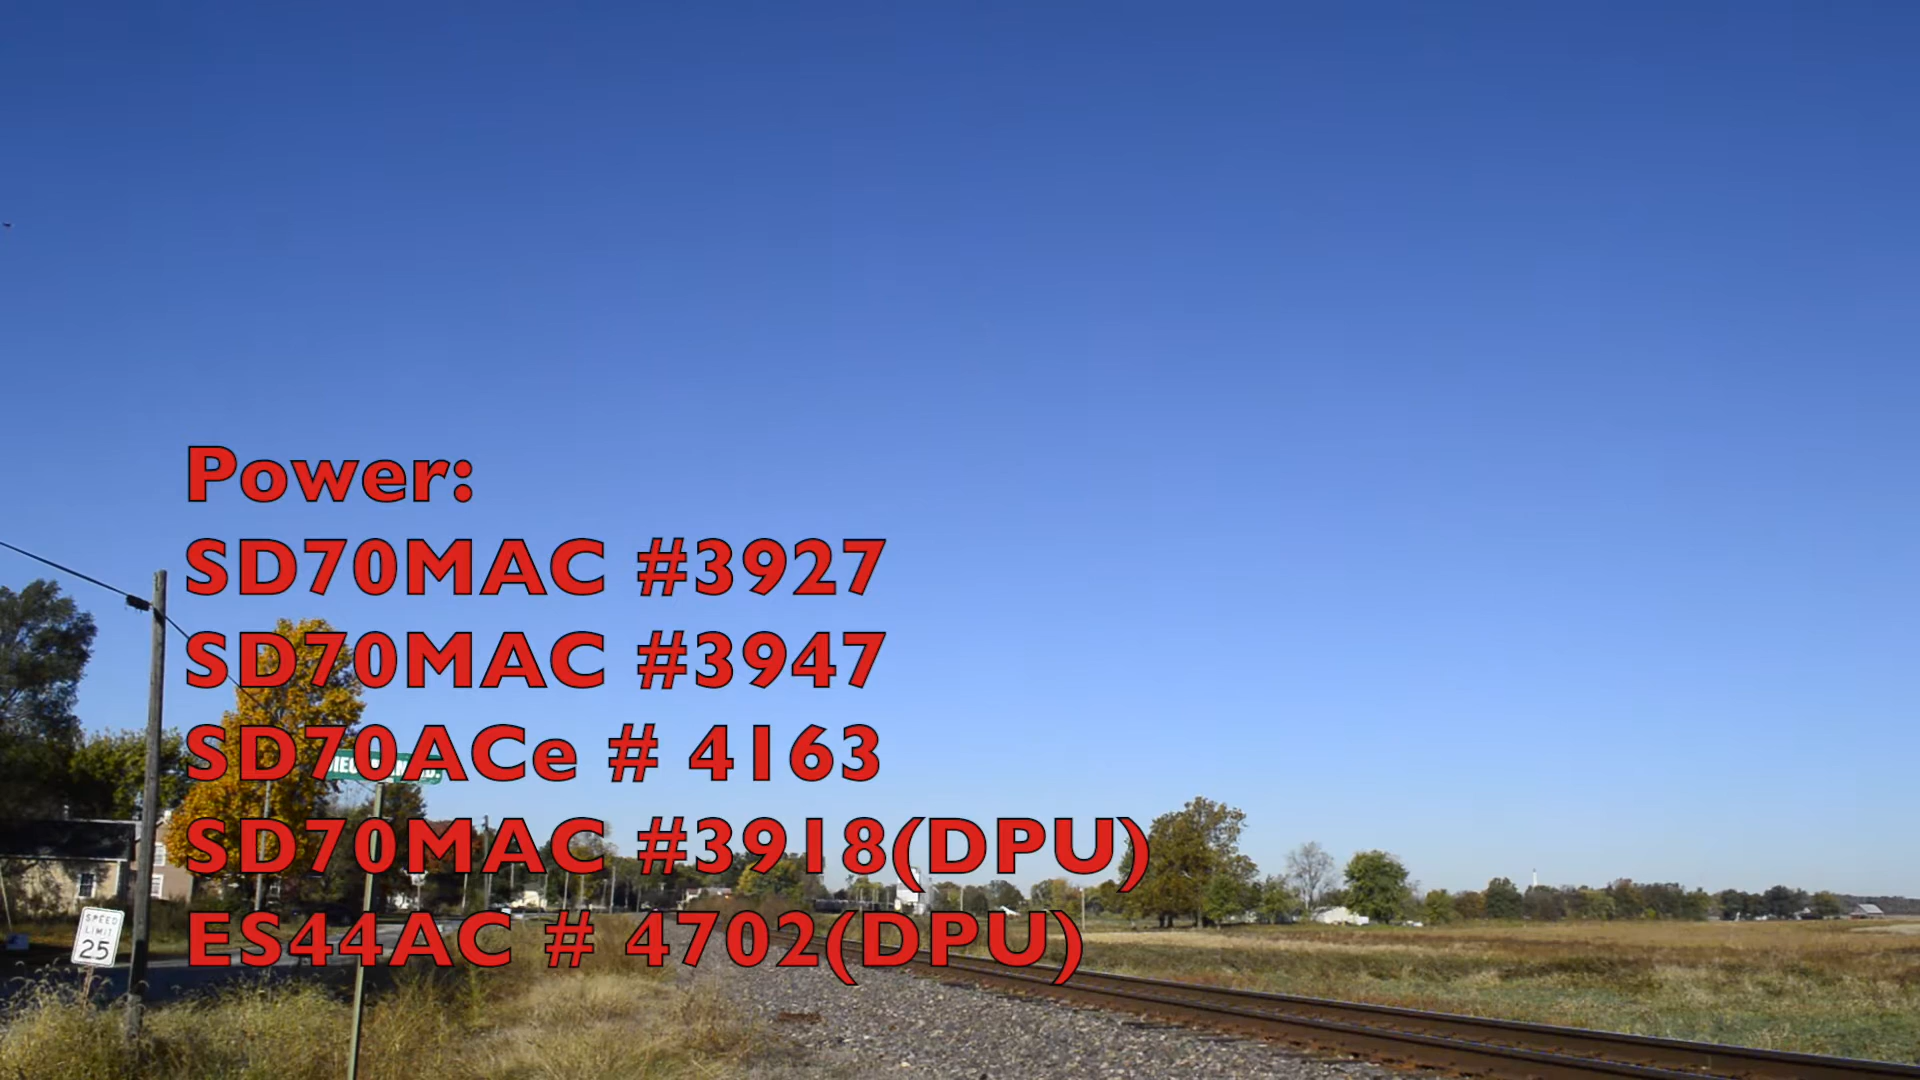 Power:
SD70MAC #3927
SD70MAC #3947
SD70ACe # 4163
SD70MAC #3918(DPU)
ES44AC # 4702(DPU)
SPEED
LIMIT
25